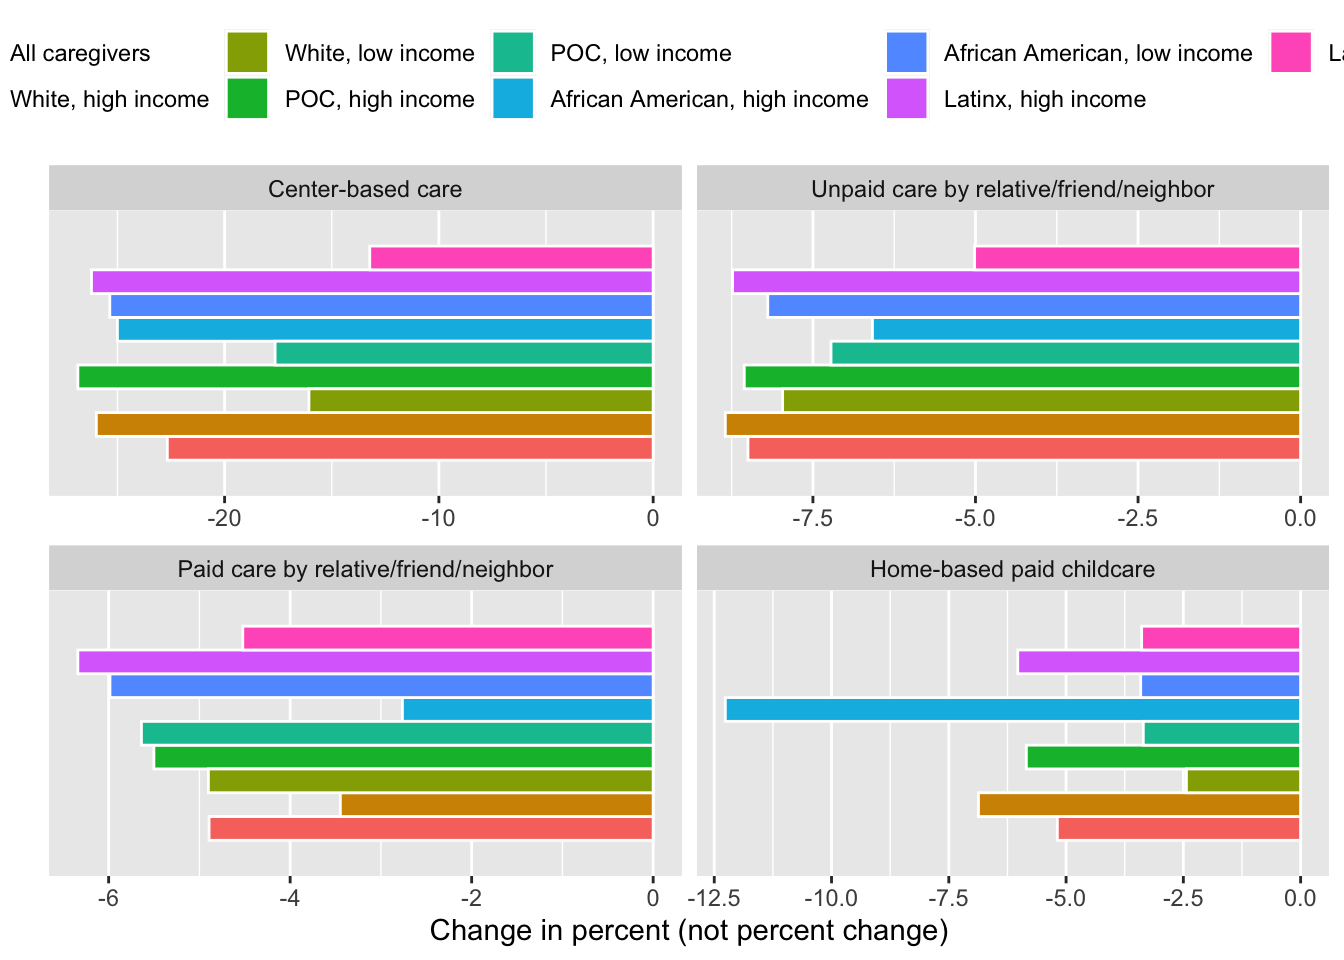 All caregivers White, low income POC, low income African American, low income La
White, high income POC, high income African American, high income Latinx, high income
Center-based care Unpaid care by relative/friend/neighbor
-20 -10 0 -7.5 -5.0 -2.5 0.0
Paid care by relative/friend/neighbor Home-based paid childcare
-6 -4 -2 0 -12.5 -10.0 -7.5 -5.0 -2.5 0.0
Change in percent (not percent change)